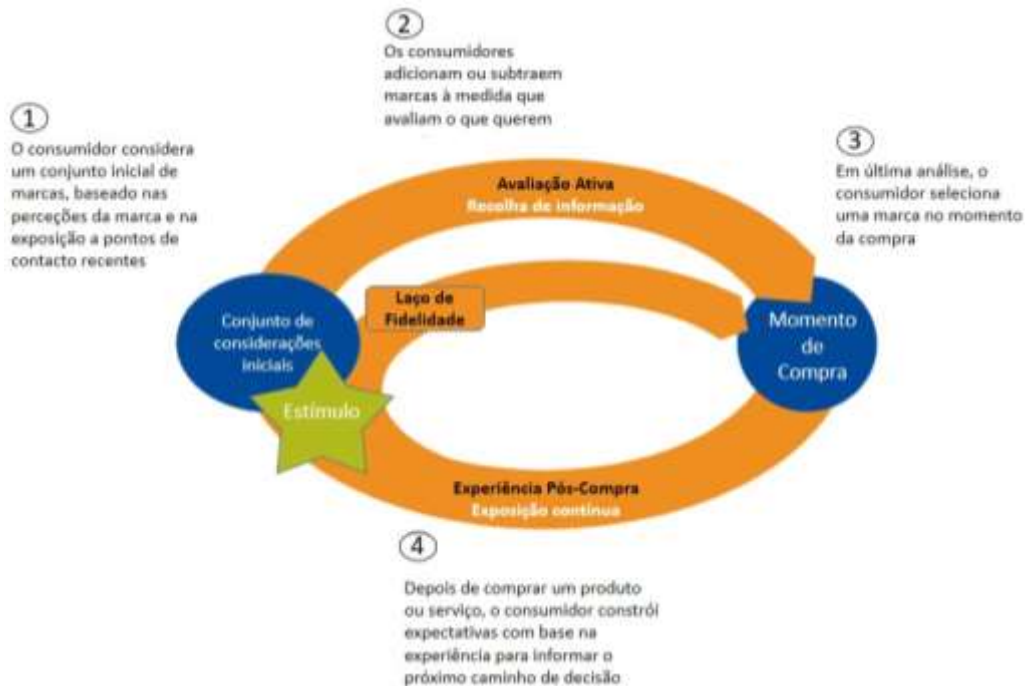 1
O consumidor considera
um conjunto inicial de
marcas, baseado nas
perceções da marca e na
exposição a pontos de
contacto recentes
2
Os consumidores
adicionam ou subtraem
marcas à medida que
avaliam o que querem
3
Em última análise, o
consumidor seleciona
uma marca no momento
da compra
Avaliação Ativa
Recolha de informação
Laço de
Fidelidade
Conjunto de
considerações
iniciais
Estímulo
Momento
de
Compra
Experiência Pós-Compra
Exposição contínua
4
Depois de comprar um produto
ou serviço, o consumidor constrói
expectativas com base na
experiência para informar o
próximo caminho de decisão